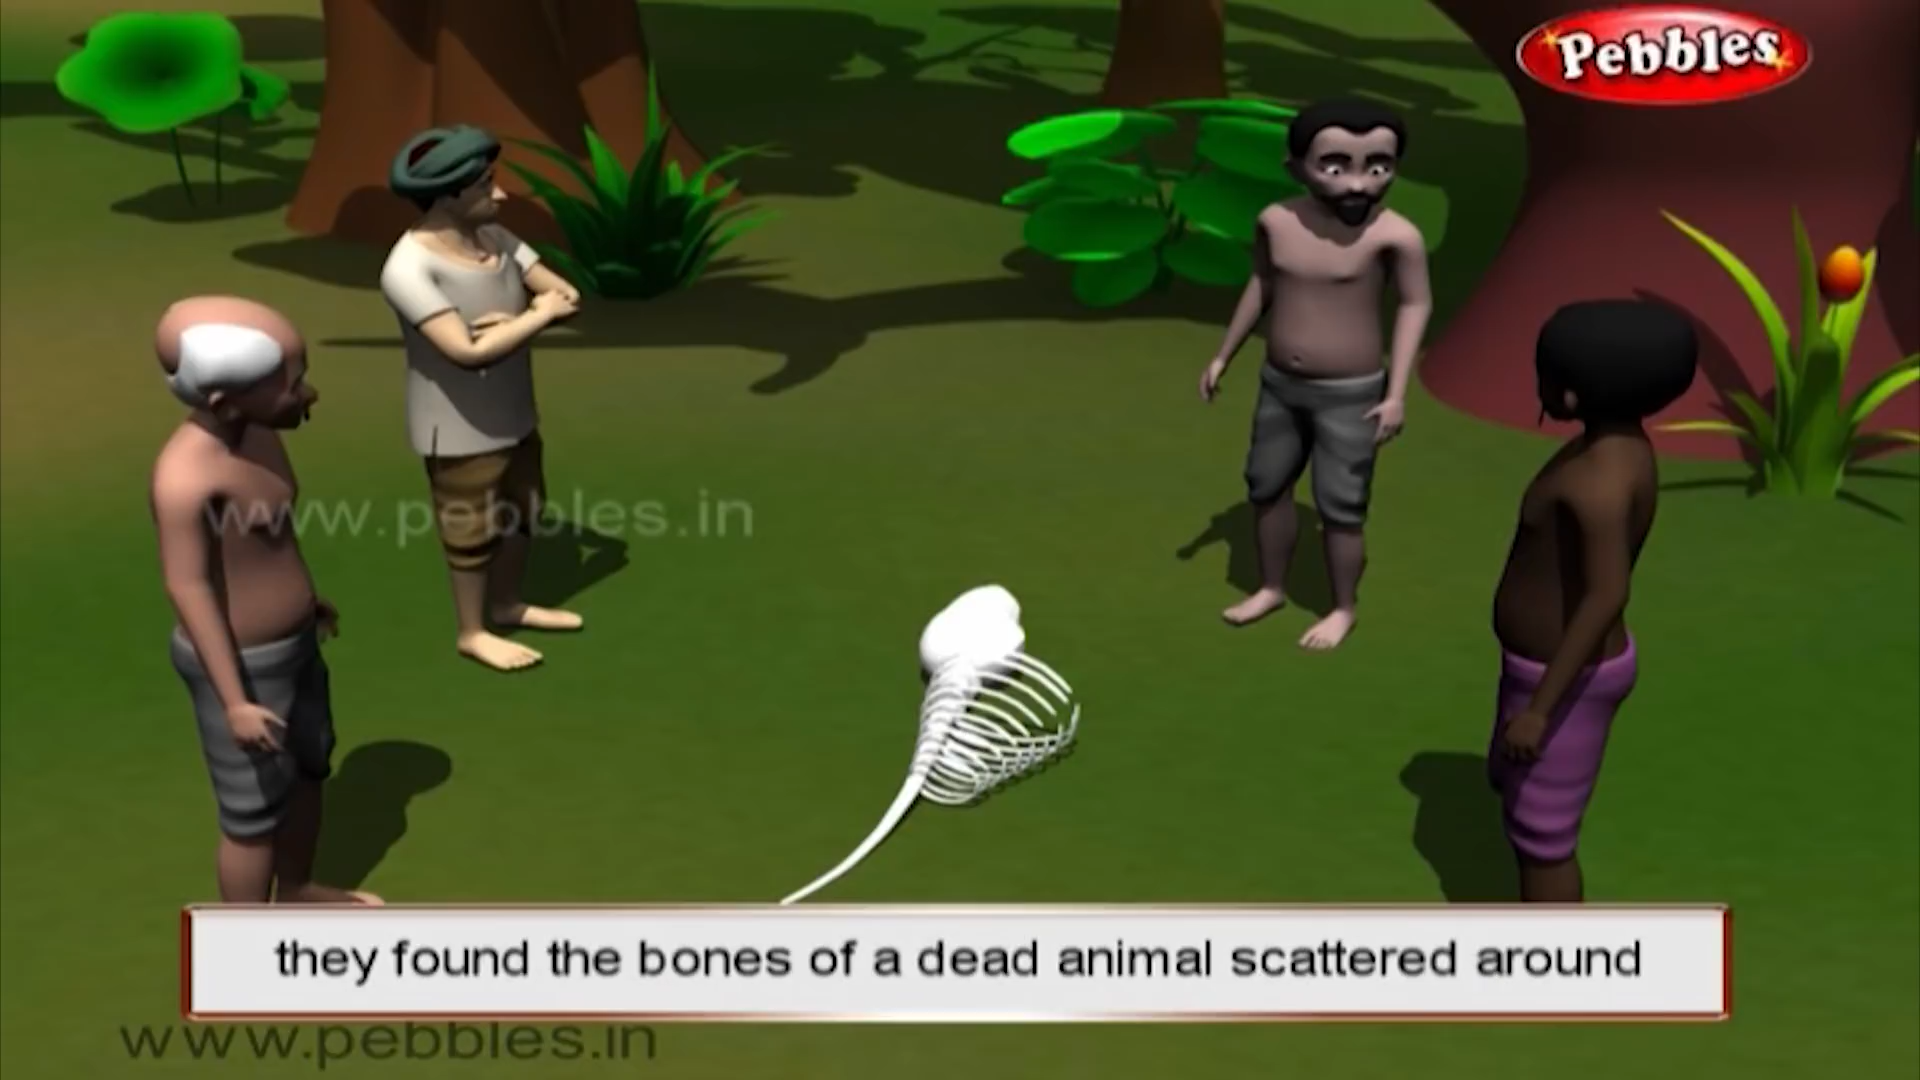 Pebbles
www.pebbles.in
they found the bones of a dead animal scattered around
www.pebbles.in